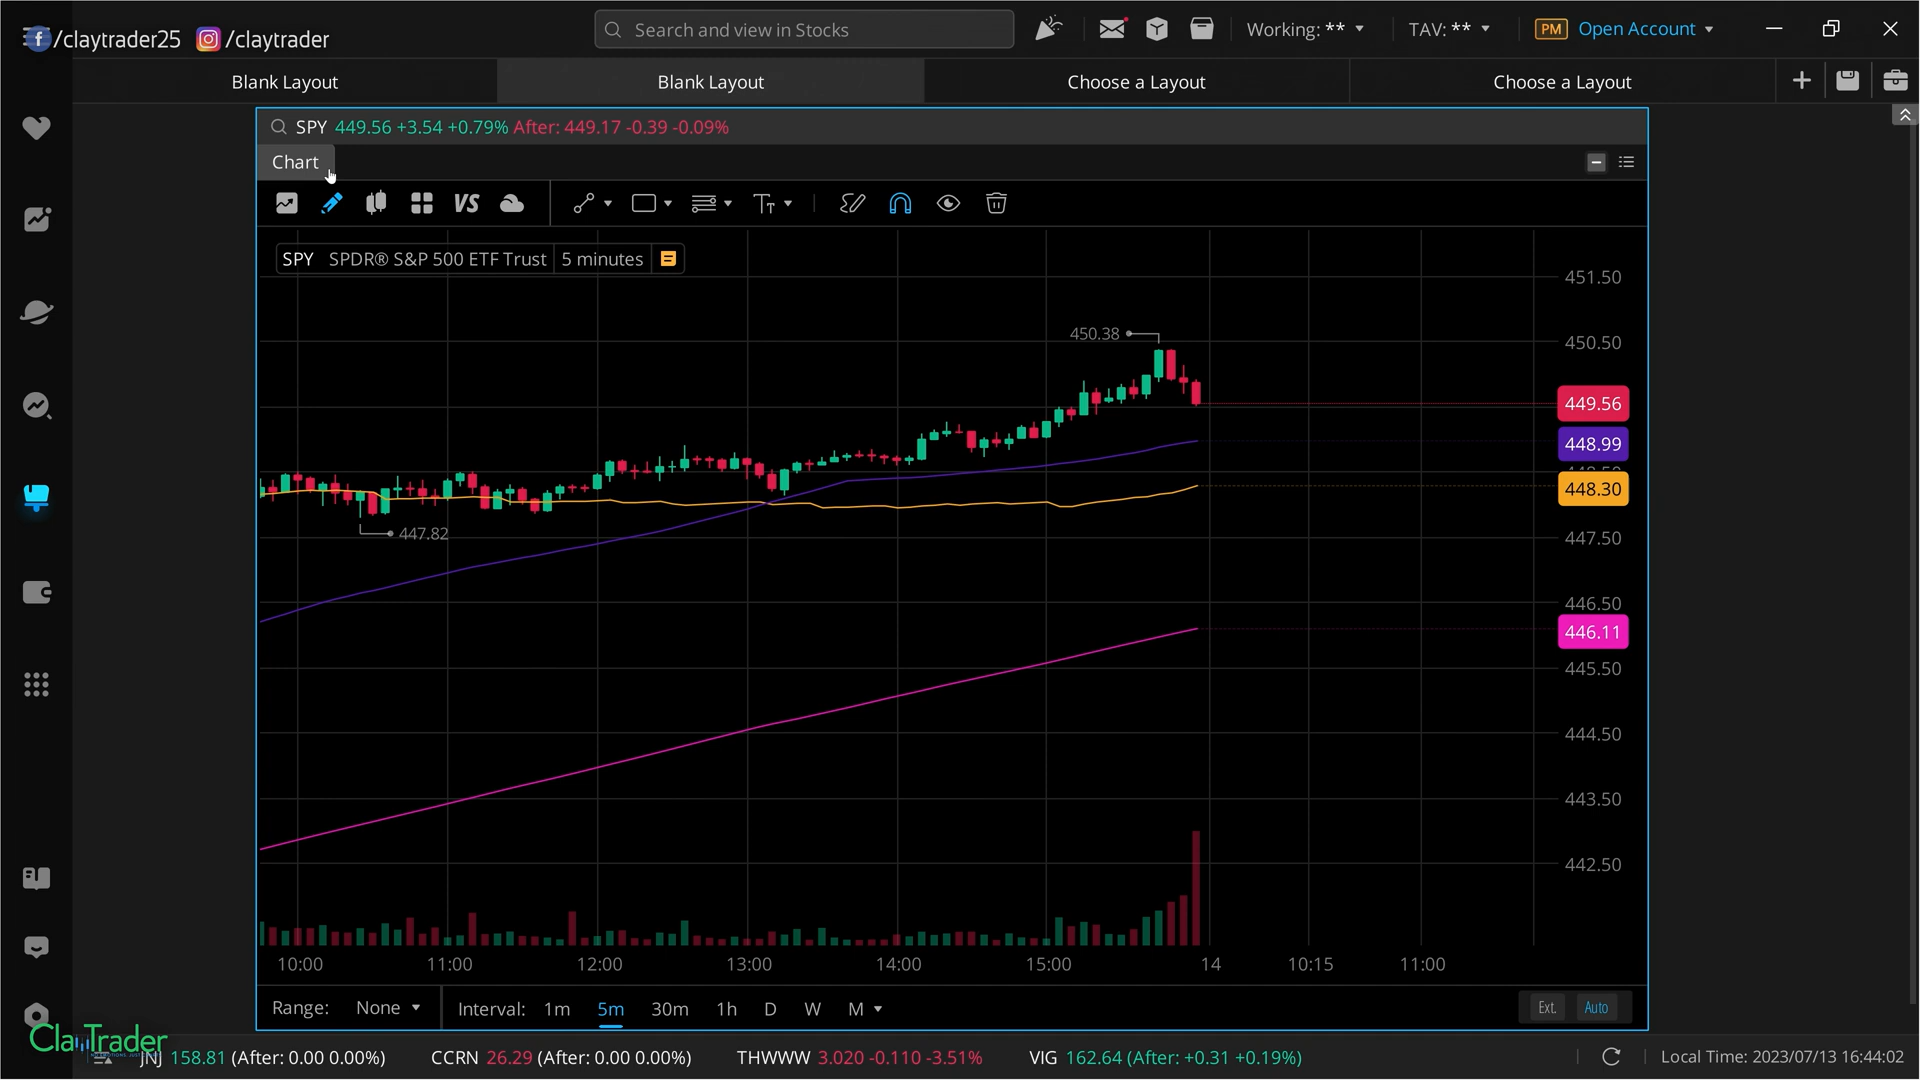 /claytrader25 /claytrader
Search and view in Stocks
Working: ** TAV: ** PM Open Account
Blank Layout Blank Layout Choose a Layout Choose a Layout
SPY 449.56 +3.54 +0.79% After: 449.17 -0.39 -0.09%
Chart
VS
SPY SPDR® S&P 500 ETF Trust 5 minutes
451.50
450.38
450.50
449.56
448.99
448.30
447.82
447.50
446.50
446.11
445.50
444.50
443.50
442.50
10:00 11:00 12:00 13:00 14:00 15:00 14 10:15 11:00
Range: None Interval: 1m 5m 30m 1h D W M Ext. Auto
ClayTrader
JNJ 158.81 (After: 0.00 0.00%) CCRN 26.29 (After: 0.00 0.00%) THWWW 3.020 -0.110 -3.51% VIG 162.64 (After: +0.31 +0.19%) Local Time: 2023/07/13 16:44:02